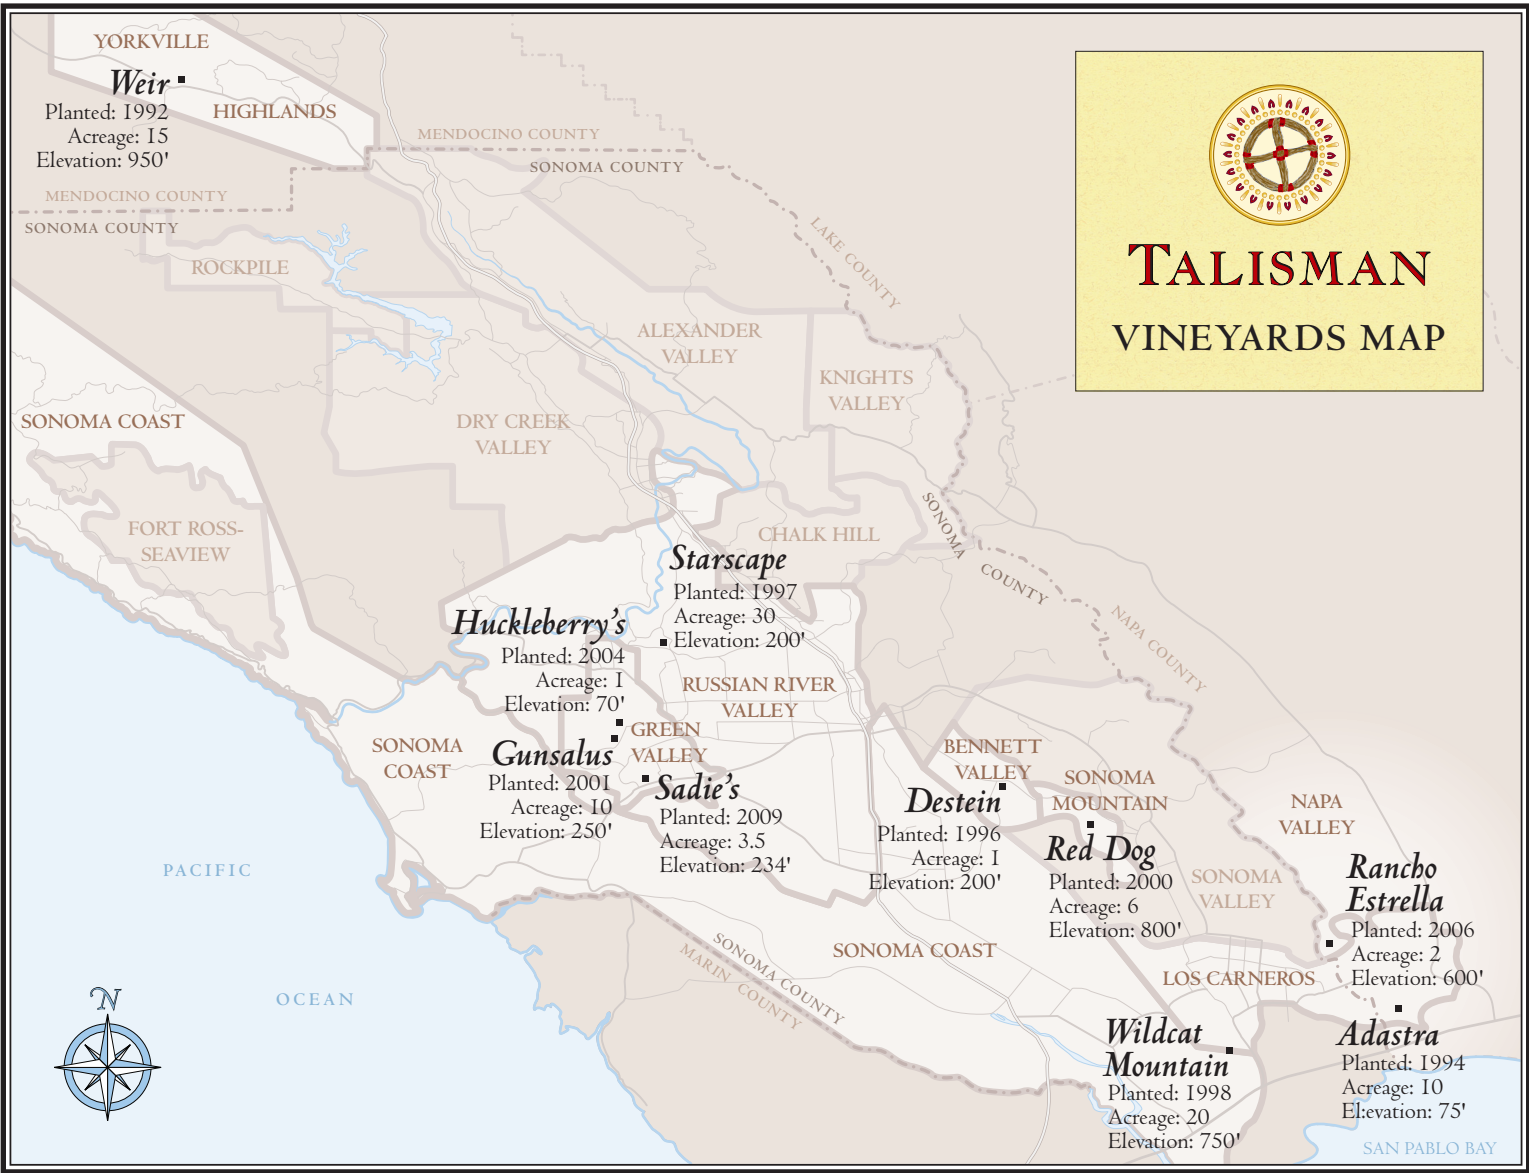 YORKVILLE
Weir
HIGHLANDS
Planted: 1992
Acreage: 15
Elevation: 950'
MENDOCINO COUNTY
SONOMA COUNTY
MENDOCINO COUNTY
SONOMA COUNTY
TALISMAN
VINEYARDS MAP
LAKE COUNTY
ROCKPILE
ALEXANDER
VALLEY
KNIGHTS
VALLEY
SONOMA COAST
DRY CREEK
VALLEY
FORT ROSS-
SEAVIEW
CHALK HILL
SONOMA
COUNTY
NAPA COUNTY
Starscape
Planted: 1997
Acreage: 30
Elevation: 200'
Huckleberry's
Planted: 2004
Acreage: 1
Elevation: 70'
RUSSIAN RIVER
VALLEY
GREEN
VALLEY
SONOMA
COAST
Gunsalus
Planted: 2001
Acreage: 10
Elevation: 250'
Sadie's
Planted: 2009
Acreage: 3.5
Elevation: 234'
BENNETT
VALLEY
Destein
Planted: 1996
Acreage: 1
Elevation: 200'
SONOMA
MOUNTAIN
Red Dog
Planted: 2000
Acreage: 6
Elevation: 800'
NAPA
VALLEY
SONOMA
VALLEY
Rancho
Estrella
Planted: 2006
Acreage: 2
Elevation: 600'
PACIFIC
OCEAN
N
SONOMA COUNTY
MARIN COUNTY
SONOMA COAST
LOS CARNEROS
Wildcat
Mountain
Planted: 1998
Acreage: 20
Elevation: 750'
Adastra
Planted: 1994
Acreage: 10
El:evation: 75'
SAN PABLO BAY